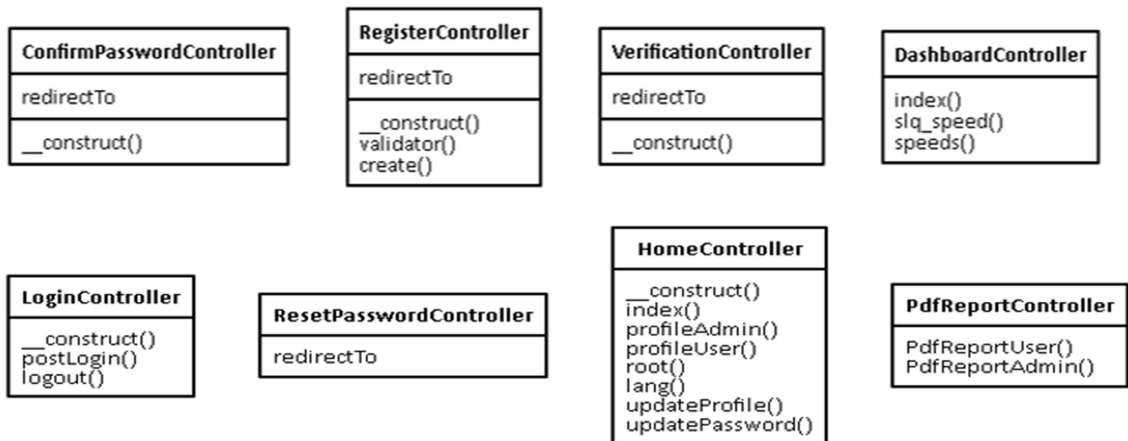 ConfirmPasswordController
redirectTo
__construct()
RegisterController
redirectTo
__construct()
validator()
create()
VerificationController
redirectTo
__construct()
DashboardController
index()
slq_speed()
speeds()
LoginController
__construct()
postLogin()
logout()
ResetPasswordController
redirectTo
HomeController
__construct()
index()
profileAdmin()
profileUser()
root()
lang()
updateProfile()
updatePassword()
PdfReportController
PdfReportUser()
PdfReportAdmin()